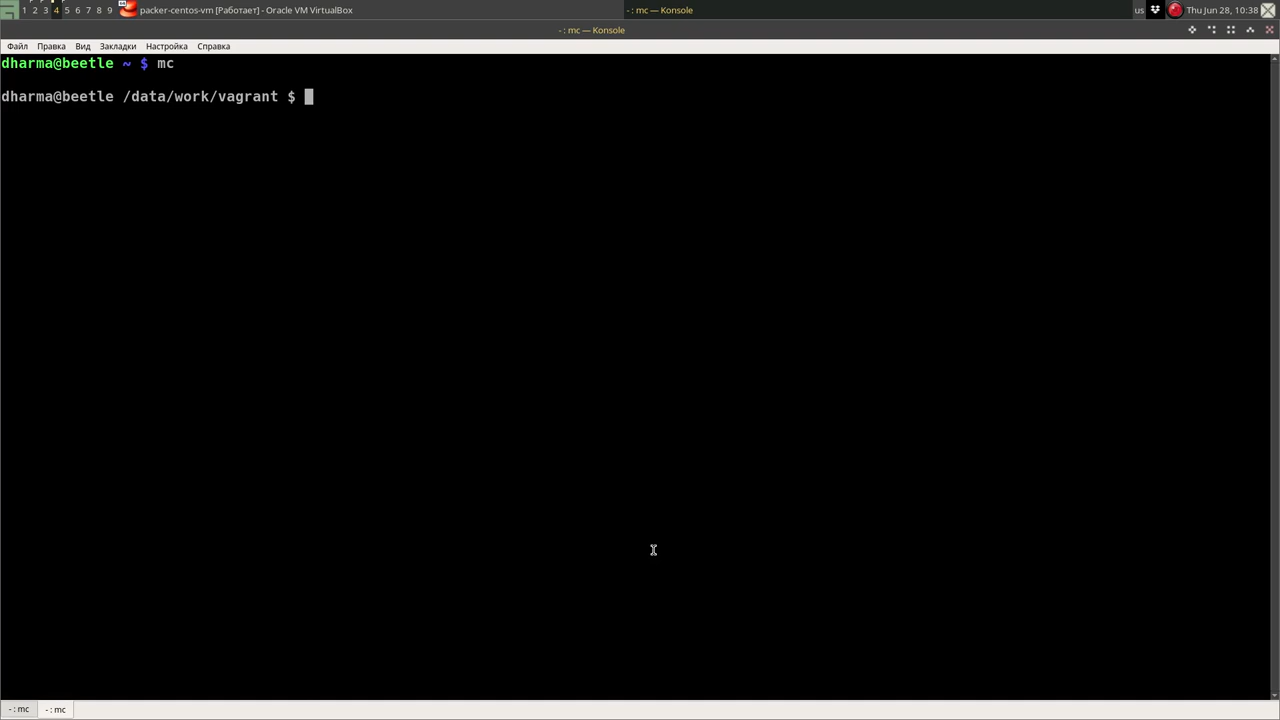 1 2 3 4 5 6 7 8 9 packer-centos-vm [Работает] - Oracle VM VirtualBox - : mc — Konsole us Thu Jun 28, 10:38
- : mc — Konsole
Файл Правка Вид Закладки Настройка Справка
dharma@beetle ~ $ mc
dharma@beetle /data/work/vagrant $
- : mc - : mc